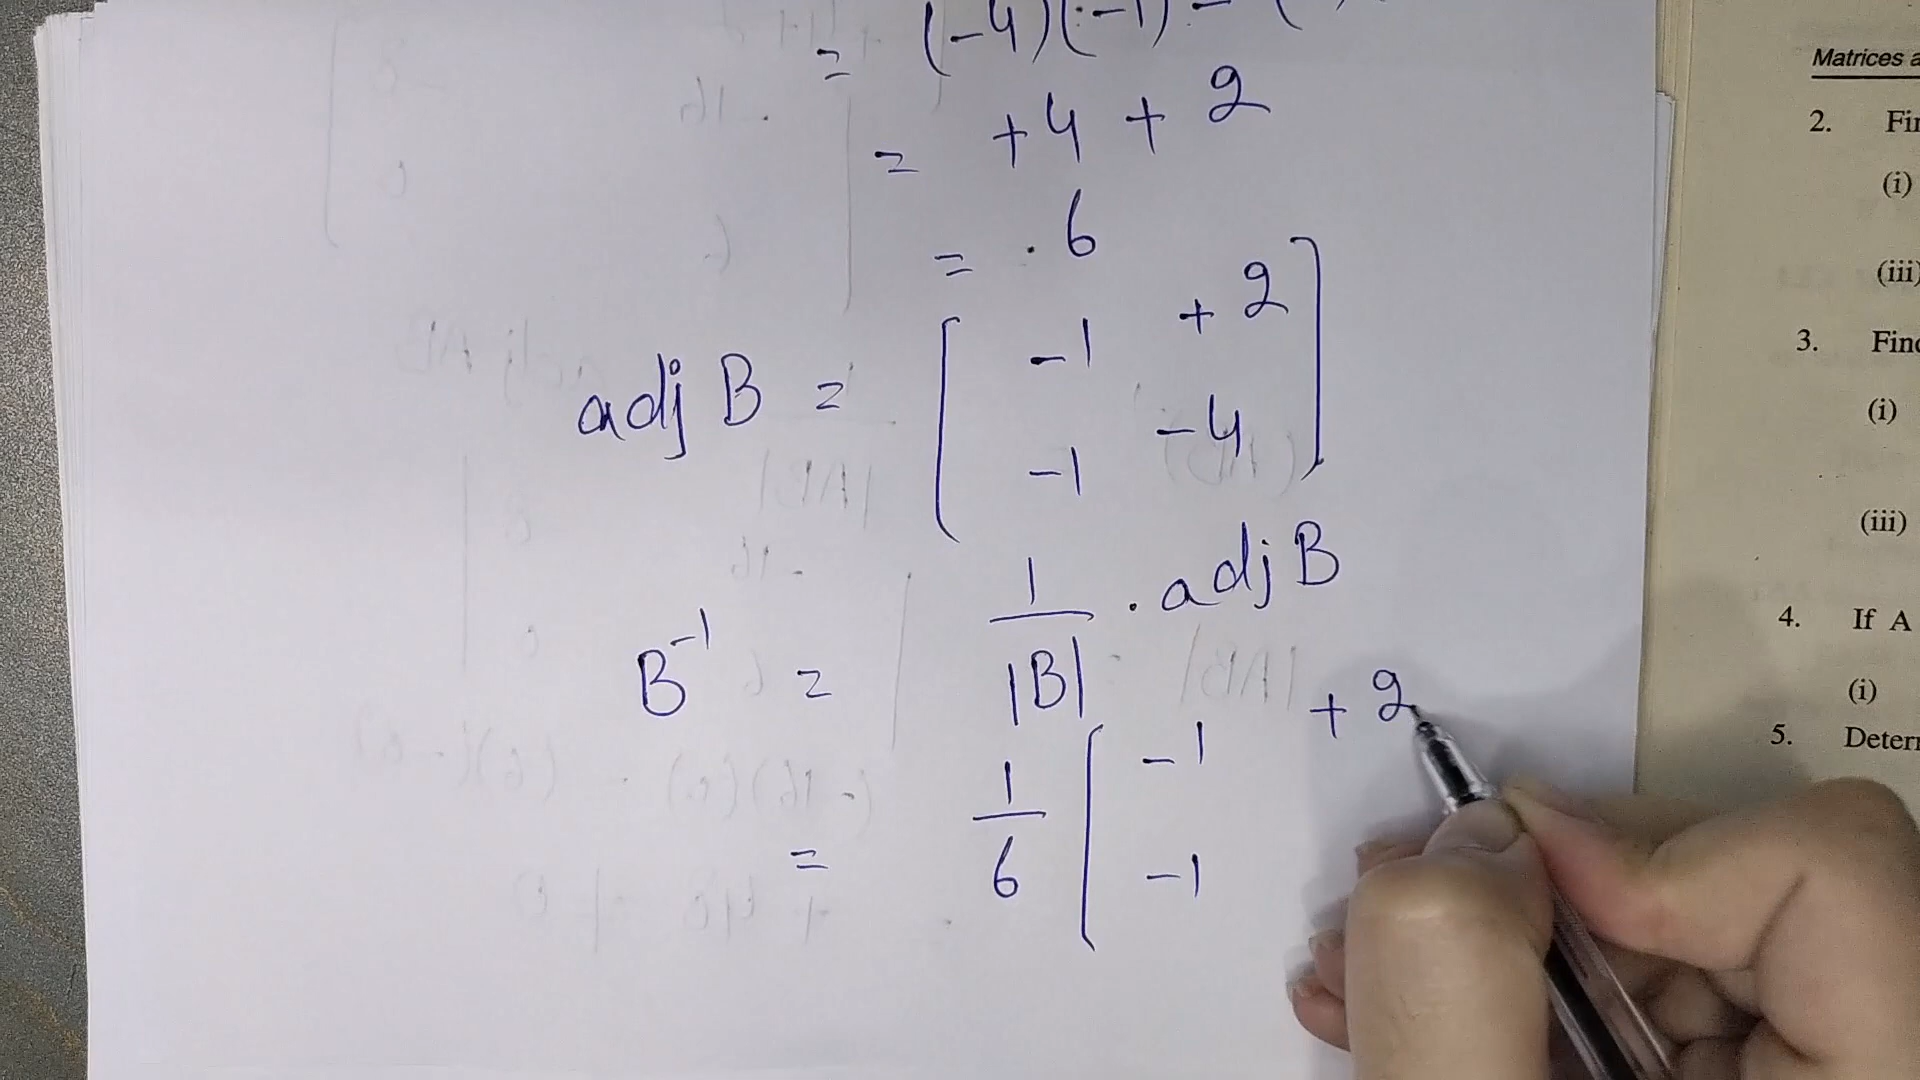 = (-4)(-1) - (
= +4 + 2
= 6
adj B = [ -1 +2
-1 -4 ]
B⁻¹ = 1/|B| . adj B
= 1/6 [ -1 +2
-1
Matrices a
2. Fin
(i)
(iii)
3. Find
(i)
(iii)
4. If A
(i)
5. Deter